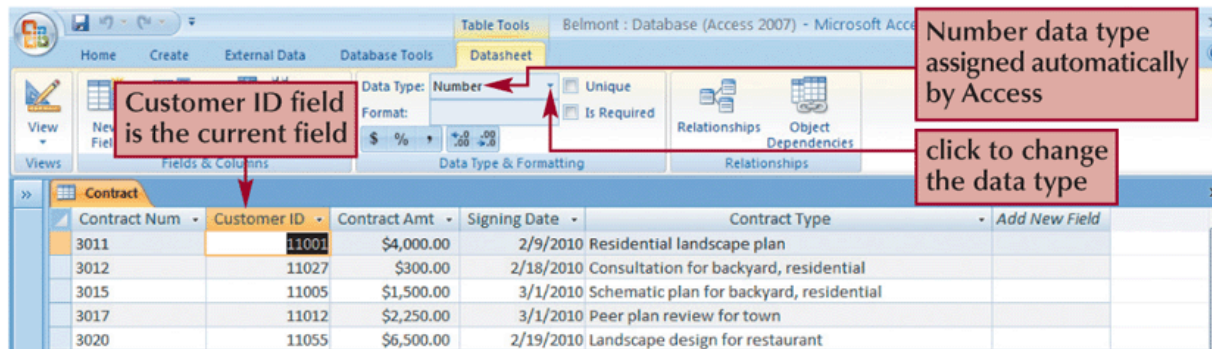 Table Tools
Belmont : Database (Access 2007) - Microsoft Acce
Home Create External Data Database Tools Datasheet
Number data type
assigned automatically
by Access
Customer ID field
is the current field
click to change
the data type
View
Data Type: Number
Unique
Format:
Is Required
$ % ,
Relationships
Object
Dependencies
Views
Fields & Columns
Data Type & Formatting
Relationships
»
Contract
Contract Num Customer ID Contract Amt Signing Date Contract Type Add New Field
3011 11001 $4,000.00 2/9/2010 Residential landscape plan
3012 11027 $300.00 2/18/2010 Consultation for backyard, residential
3015 11005 $1,500.00 3/1/2010 Schematic plan for backyard, residential
3017 11012 $2,250.00 3/1/2010 Peer plan review for town
3020 11055 $6,500.00 2/19/2010 Landscape design for restaurant